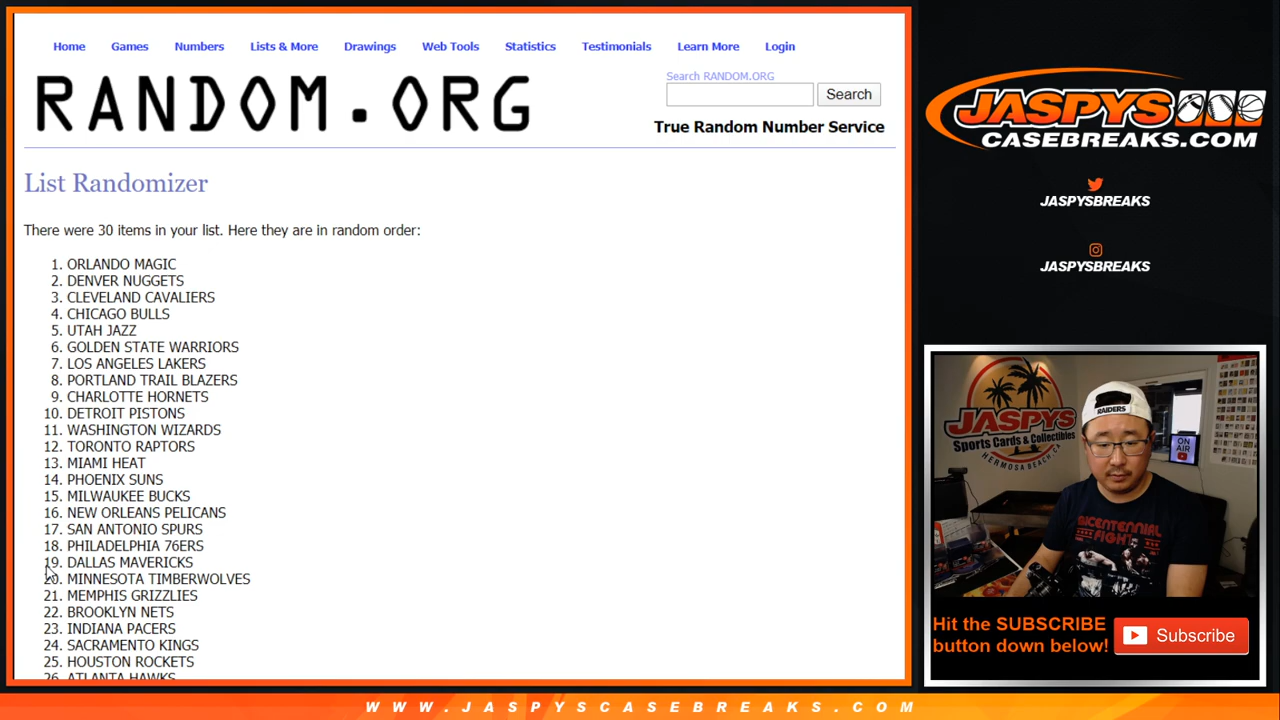 Home Games Numbers Lists & More Drawings Web Tools Statistics Testimonials Learn More Login
RANDOM.ORG
Search RANDOM.ORG
Search
True Random Number Service
List Randomizer
There were 30 items in your list. Here they are in random order:
1. ORLANDO MAGIC
2. DENVER NUGGETS
3. CLEVELAND CAVALIERS
4. CHICAGO BULLS
5. UTAH JAZZ
6. GOLDEN STATE WARRIORS
7. LOS ANGELES LAKERS
8. PORTLAND TRAIL BLAZERS
9. CHARLOTTE HORNETS
10. DETROIT PISTONS
11. WASHINGTON WIZARDS
12. TORONTO RAPTORS
13. MIAMI HEAT
14. PHOENIX SUNS
15. MILWAUKEE BUCKS
16. NEW ORLEANS PELICANS
17. SAN ANTONIO SPURS
18. PHILADELPHIA 76ERS
19. DALLAS MAVERICKS
20. MINNESOTA TIMBERWOLVES
21. MEMPHIS GRIZZLIES
22. BROOKLYN NETS
23. INDIANA PACERS
24. SACRAMENTO KINGS
25. HOUSTON ROCKETS
26. ATLANTA HAWKS
JASPYS
CASEBREAKS.COM
JASPYSBREAKS
JASPYSBREAKS
JASPYS
Sports Cards & Collectibles
HERMOSA BEACH, CA
RAIDERS
ON AIR
BICENTENNIAL
FIGHT
Hit the SUBSCRIBE
button down below!
Subscribe
WWW.JASPYSCASEBREAKS.COM